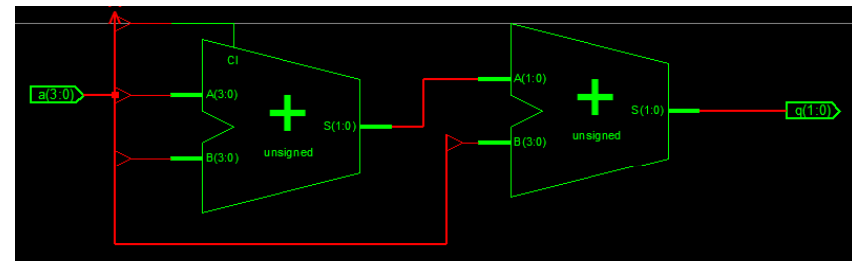 CI
a(3:0)
A(3:0)
B(3:0)
S(1:0)
unsigned
A(1:0)
B(3:0)
S(1:0)
unsigned
q(1:0)